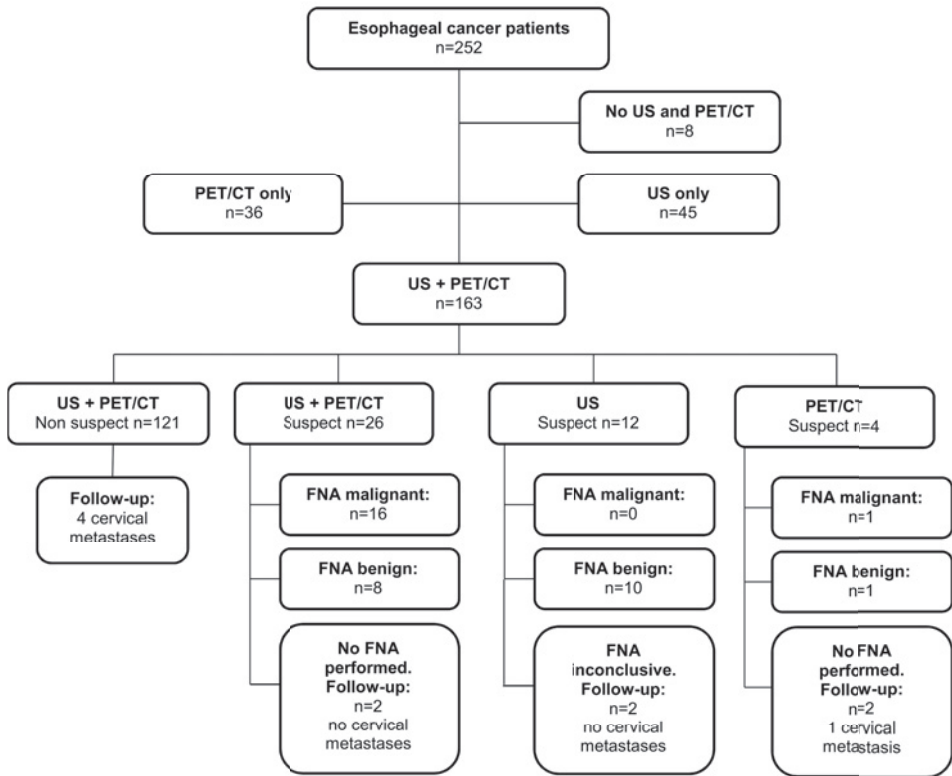 Esophageal cancer patients
n=252
No US and PET/CT
n=8
PET/CT only
n=36
US only
n=45
US + PET/CT
n=163
US + PET/CT
Non suspect n=121
Follow-up:
4 cervical
metastases
US + PET/CT
Suspect n=26
FNA malignant:
n=16
FNA benign:
n=8
No FNA
performed.
Follow-up:
n=2
no cervical
metastases
US
Suspect n=12
FNA malignant:
n=0
FNA benign:
n=10
FNA
inconclusive.
Follow-up:
n=2
no cervical
metastases
PET/CT
Suspect n=4
FNA malignant:
n=1
FNA benign:
n=1
No FNA
performed.
Follow-up:
n=2
1 cervical
metastasis